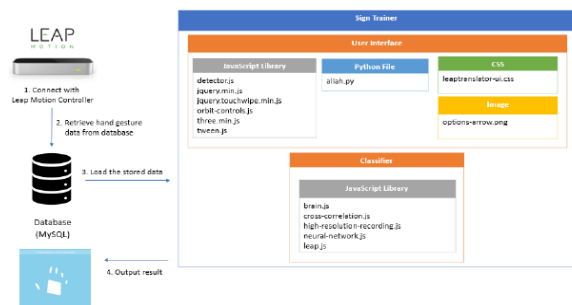 LEAP
MOTION
1. Connect with
Leap Motion Controller
2. Retrieve hand gesture
data from database
3. Load the stored data
Database
(MySQL)
4. Output result
Sign Trainer
User Interface
JavaScript Library
detector.js
jquery.min.js
jquery.touchwipe.min.js
orbit-controls.js
three.min.js
tween.js
Python File
aliah.py
CSS
leaptranslator-ui.css
Image
options-arrow.png
Classifier
JavaScript Library
brain.js
cross-correlation.js
high-resolution-recording.js
neural-network.js
leap.js